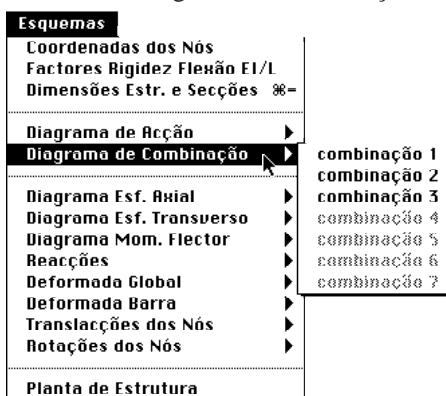 Esquemas
Coordenadas dos Nós
Factores Rigidez Flexão EI/L
Dimensões Estr. e Secções ⌘=
Diagrama de Acção
Diagrama de Combinação
combinação 1
combinação 2
combinação 3
combinação 4
combinação 5
combinação 6
combinação 7
Diagrama Esf. Axial
Diagrama Esf. Transverso
Diagrama Mom. Flector
Reacções
Deformada Global
Deformada Barra
Translacções dos Nós
Rotações dos Nós
Planta de Estrutura